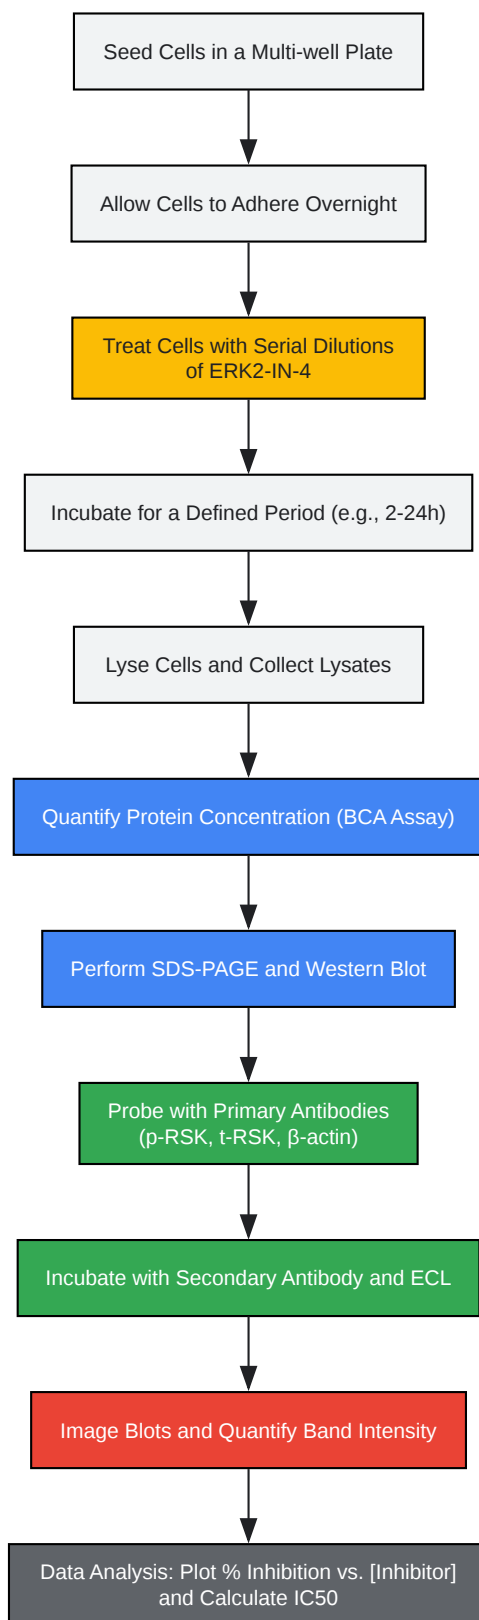 Seed Cells in a Multi-well Plate
Allow Cells to Adhere Overnight
Treat Cells with Serial Dilutions
of ERK2-IN-4
Incubate for a Defined Period (e.g., 2-24h)
Lyse Cells and Collect Lysates
Quantify Protein Concentration (BCA Assay)
Perform SDS-PAGE and Western Blot
Probe with Primary Antibodies
(p-RSK, t-RSK, β-actin)
Incubate with Secondary Antibody and ECL
Image Blots and Quantify Band Intensity
Data Analysis: Plot % Inhibition vs. [Inhibitor]
and Calculate IC50